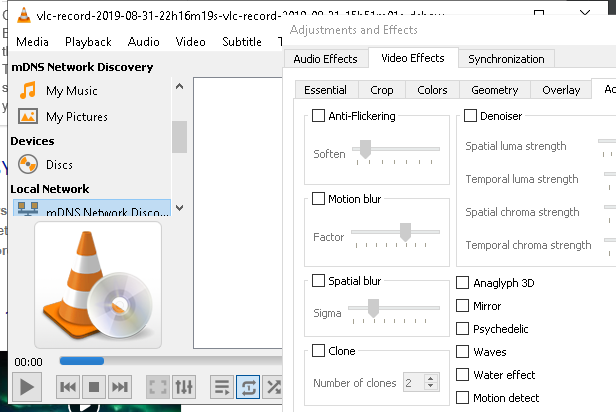 vlc-record-2019-08-31-22h16m19s-vlc-record-2019-08-31-15h51m01s-dshow
Adjustments and Effects
Media Playback Audio Video Subtitle
Audio Effects Video Effects Synchronization
mDNS Network Discovery
Essential Crop Colors Geometry Overlay
My Music
My Pictures
Devices
Discs
Local Network
mDNS Network Disco...
00:00
Anti-Flickering
Soften
Motion blur
Factor
Spatial blur
Sigma
Clone
Number of clones 2
Denoiser
Spatial luma strength
Temporal luma strength
Spatial chroma strength
Temporal chroma strength
Anaglyph 3D
Mirror
Psychedelic
Waves
Water effect
Motion detect